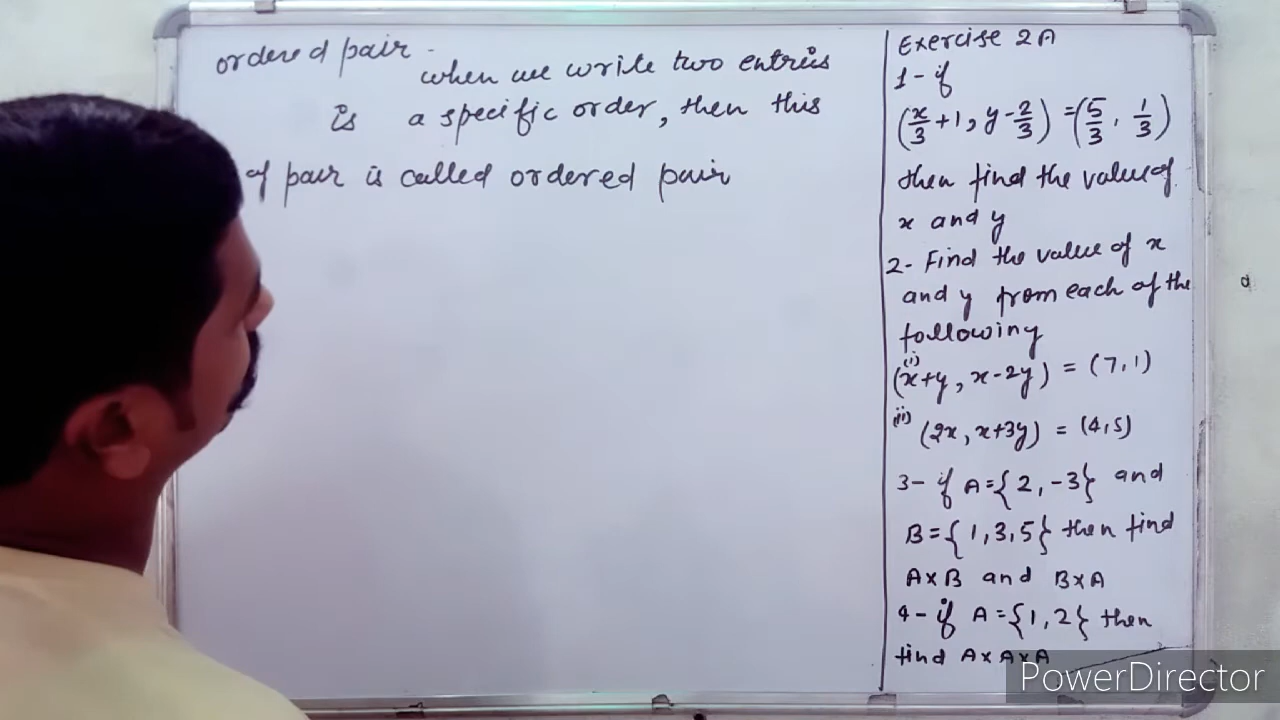 ordered pair -
when we write two entries
is a specific order, then this
of pair is called ordered pair
Exercise 2A
1- if
(x/3 +1, y - 2/3) = (5/3, 1/3)
then find the value of
x and y
2- Find the value of x
and y from each of the
following
(i)
(x+y, x-2y) = (7,1)
(ii) (2x, x+3y) = (4,5)
3- if A={2,-3} and
B={1,3,5} then find
A×B and B×A
4- if A={1,2} then
find A×A×A
PowerDirector